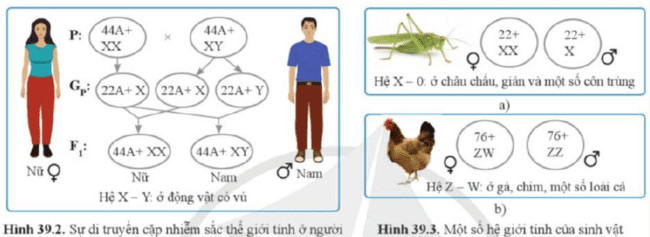 P:
44A+
XX
×
44A+
XY
Gₚ:
22A+ X
22A+ X
22A+ Y
F₁:
44A+ XX
44A+ XY
Nữ ♀
Nữ
Nam
♂ Nam
Hệ X – Y: ở động vật có vú
Hình 39.2. Sự di truyền cặp nhiễm sắc thể giới tính ở người
♀
22+
XX
22+
X
♂
Hệ X – 0: ở châu chấu, gián và một số côn trùng
a)
♀
76+
ZW
76+
ZZ
♂
Hệ Z – W: ở gà, chim, một số loài cá
b)
Hình 39.3. Một số hệ giới tính của sinh vật